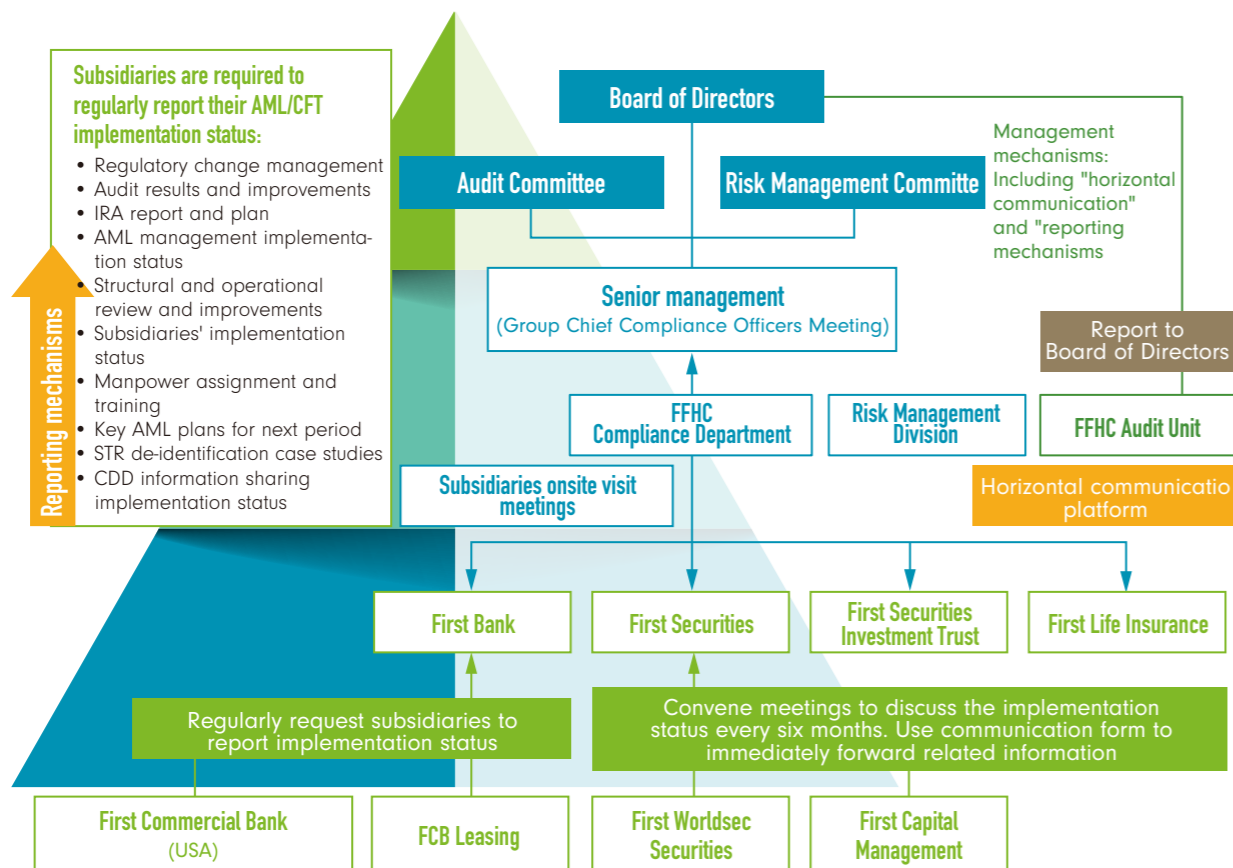 Subsidiaries are required to
regularly report their AML/CFT
implementation status:
• Regulatory change management
• Audit results and improvements
• IRA report and plan
• AML management implementa-
tion status
• Structural and operational
review and improvements
• Subsidiaries' implementation
status
• Manpower assignment and
training
• Key AML plans for next period
• STR de-identification case studies
• CDD information sharing
implementation status
Reporting mechanisms
Board of Directors
Audit Committee
Risk Management Committe
Management
mechanisms:
Including "horizontal
communication"
and "reporting
mechanisms
Senior management
(Group Chief Compliance Officers Meeting)
Report to
Board of Directors
FFHC
Compliance Department
Risk Management
Division
FFHC Audit Unit
Subsidiaries onsite visit
meetings
Horizontal communicatio
platform
First Bank
First Securities
First Securities
Investment Trust
First Life Insurance
Regularly request subsidiaries to
report implementation status
Convene meetings to discuss the implementation
status every six months. Use communication form to
immediately forward related information
First Commercial Bank
(USA)
FCB Leasing
First Worldsec
Securities
First Capital
Management